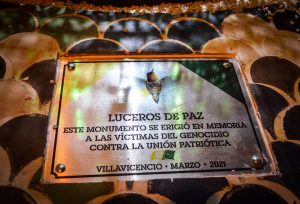 LUCEROS DE PAZ
ESTE MONUMENTO SE ERIGIÓ EN MEMORIA
A LAS VÍCTIMAS DEL GENOCIDIO
CONTRA LA UNIÓN PATRIÓTICA
VILLAVICENCIO • MARZO • 2021